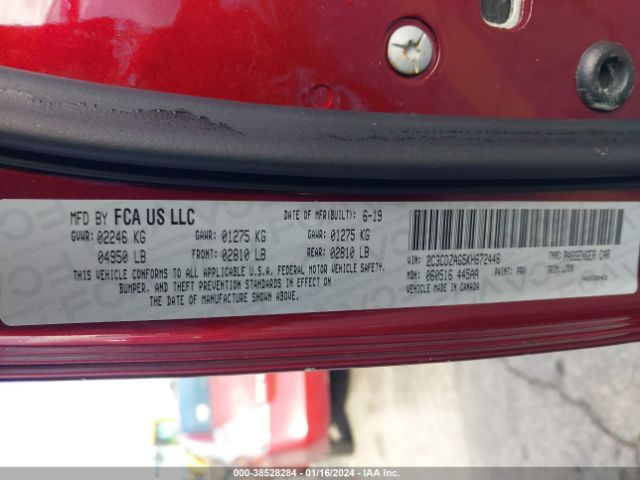 MFD BY FCA US LLC
DATE OF MFR(BUILT): 6-19
GVWR: 02246 KG GAWR: 01275 KG GAWR: 01275 KG
04950 LB FRONT: 02810 LB REAR: 02810 LB
THIS VEHICLE CONFORMS TO ALL APPLICABLE U.S.A. FEDERAL MOTOR VEHICLE SAFETY,
BUMPER, AND THEFT PREVENTION STANDARDS IN EFFECT ON
THE DATE OF MANUFACTURE SHOWN ABOVE.
VIN: 2C3CDZAG5KH672446 TYPE: PASSENGER CAR
MDH: 060516 445AA PAINT: PRV TRIM:
VEHICLE MADE IN CANADA
000-38528284 - 01/16/2024 - IAA Inc.